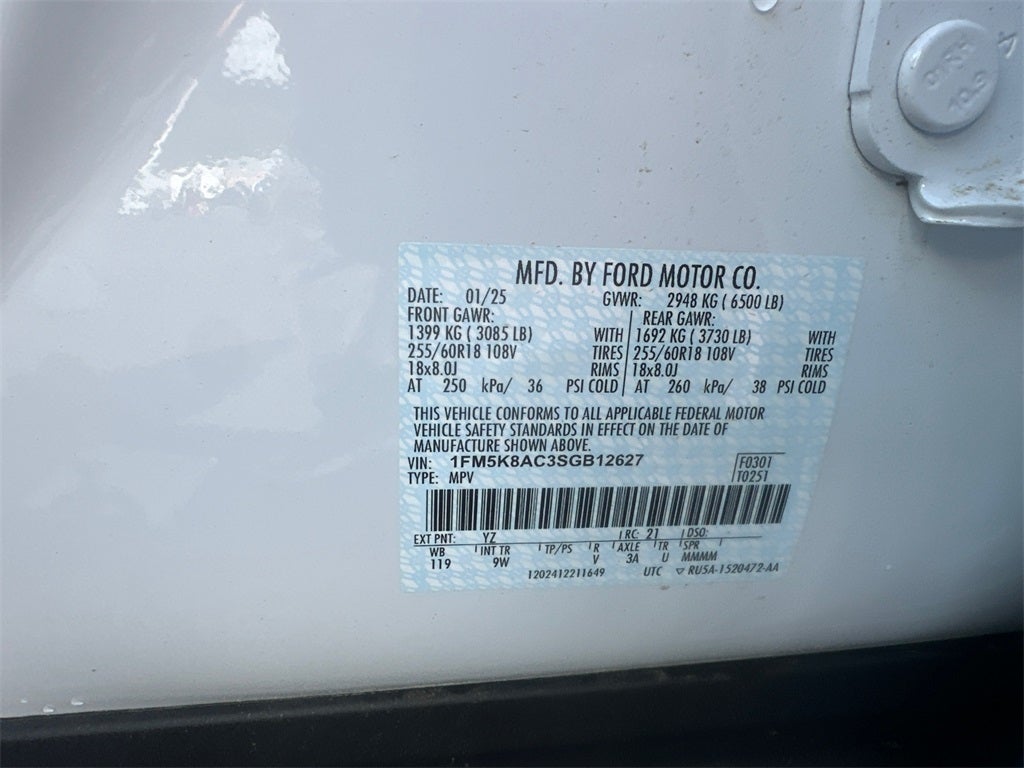 MFD. BY FORD MOTOR CO.
DATE: 01/25 GVWR: 2948 KG ( 6500 LB)
FRONT GAWR: REAR GAWR:
1399 KG ( 3085 LB) WITH 1692 KG ( 3730 LB) WITH
255/60R18 108V TIRES 255/60R18 108V TIRES
18x8.0J RIMS 18x8.0J RIMS
AT 250 kPa/ 36 PSI COLD AT 260 kPa/ 38 PSI COLD
THIS VEHICLE CONFORMS TO ALL APPLICABLE FEDERAL MOTOR
VEHICLE SAFETY STANDARDS IN EFFECT ON THE DATE OF
MANUFACTURE SHOWN ABOVE.
VIN: 1FM5K8AC3SGB12627 F0301
TYPE: MPV T0251
EXT PNT: YZ RC: 21 DSO:
WB INT TR TP/PS R AXLE TR SPR
119 9W V 3A U MMMM
1202412211649 UTC ▽ RU5A-1520472-AA
10.9